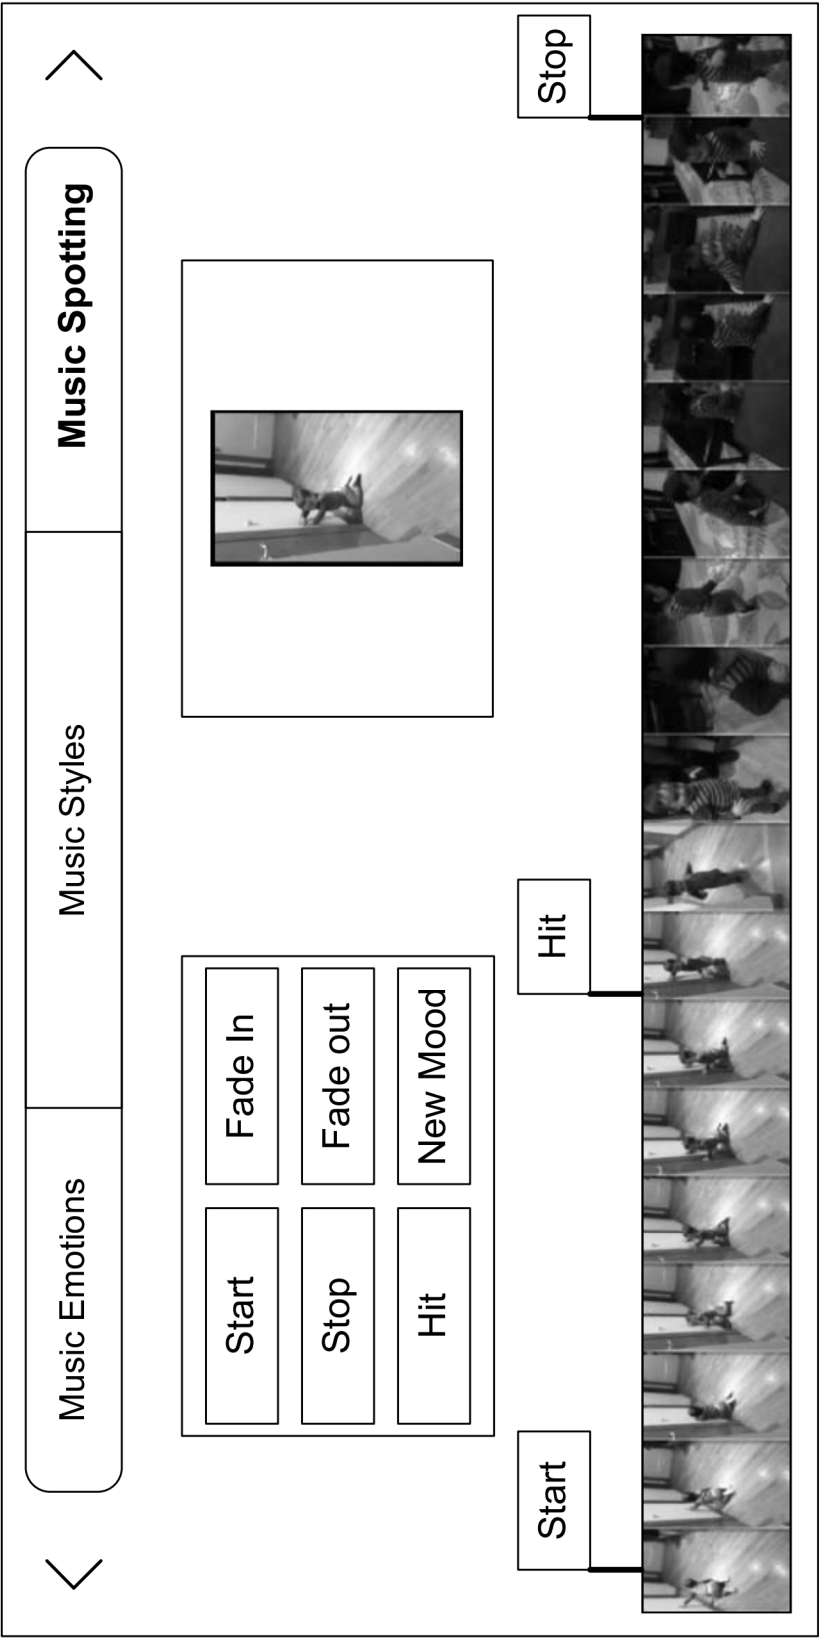 Music Emotions
Music Styles
Music Spotting
Start
Fade In
Stop
Fade out
Hit
New Mood
Start
Hit
Stop